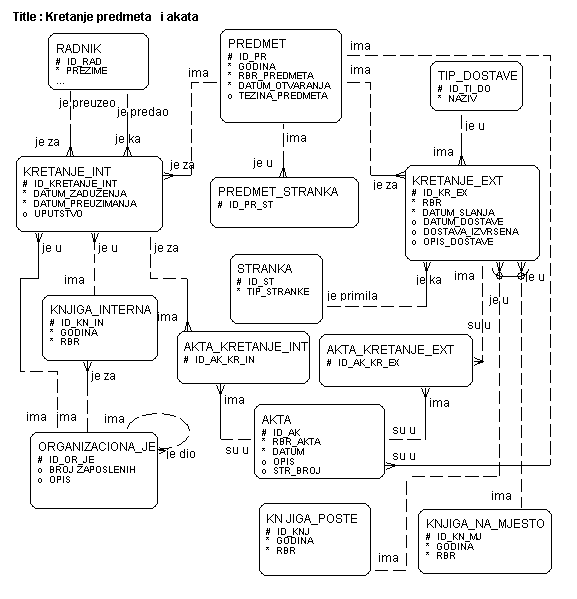 Title : Kretanje predmeta i akata
RADNIK
# ID_RAD
* PREZIME
...
PREDMET
# ID_PR
* GODINA
* RBR_PREDMETA
* DATUM_OTVARANJA
o TEZINA_PREDMETA
...
TIP_DOSTAVE
# ID_TI_DO
* NAZIV
ima
ima
ima
je preuzeo
je predao
je za
je ka
je za
ima
je u
je za
je u
ima
KRETANJE_INT
# ID_KRETANJE_INT
* DATUM_ZADUŽENJA
* DATUM_PREUZIMANJA
o UPUTSTVO
PREDMET_STRANKA
# ID_PR_ST
KRETANJE_EXT
# ID_KR_EX
* RBR
* DATUM_SLANJA
o DATUM_DOSTAVE
o DOSTAVA_IZVRSENA
o OPIS_DOSTAVE
je u
je u
je za
ima
ima
STRANKA
# ID_ST
* TIP_STRANKE
je primila
je ka
ima
je u
je u
su u
KNJIGA_INTERNA
# ID_KN_IN
* GODINA
* RBR
AKTA_KRETANJE_INT
# ID_AK_KR_IN
AKTA_KRETANJE_EXT
# ID_AK_KR_EX
je za
ima
ima
ima
ima
ima
ORGANIZACIONA_JE
# ID_OR_JE
o BROJ ZAPOSLENIH
o OPIS
je dio
su u
AKTA
# ID_AK
* RBR_AKTA
* DATUM
o OPIS
o STR_BROJ
su u
su u
KNJIGA_POSTE
# ID_KNJ
* GODINA
* RBR
ima
ima
KNJIGA_NA_MJESTO
# ID_KN_MJ
* GODINA
* RBR